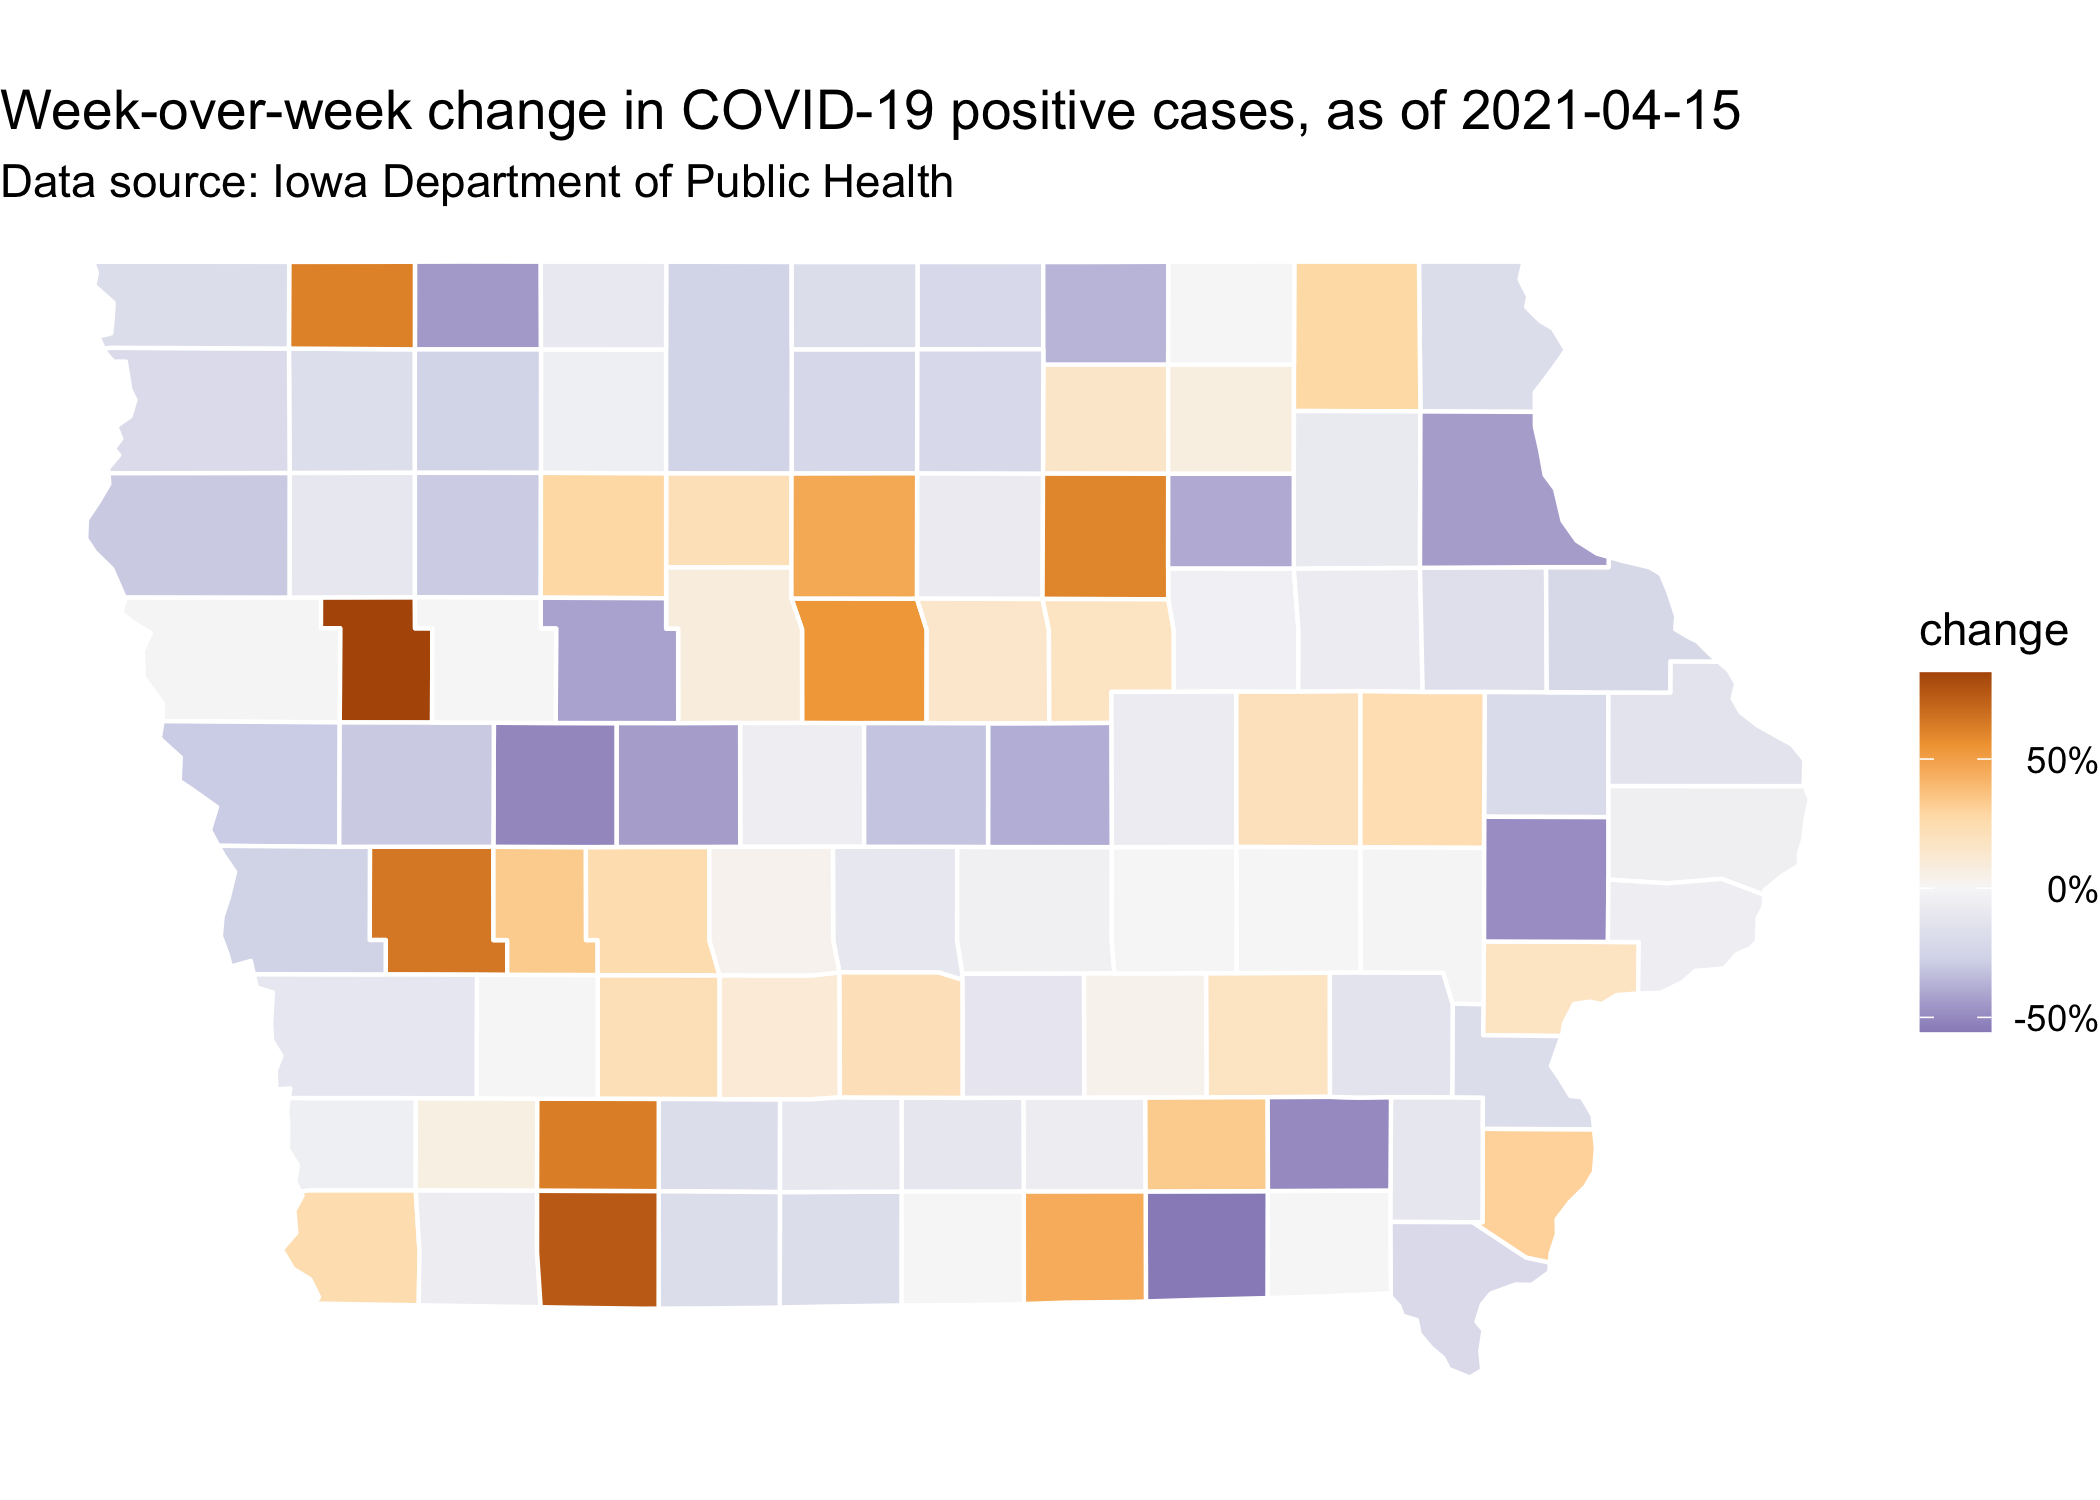 Week-over-week change in COVID-19 positive cases, as of 2021-04-15
Data source: Iowa Department of Public Health
change
50%
0%
-50%